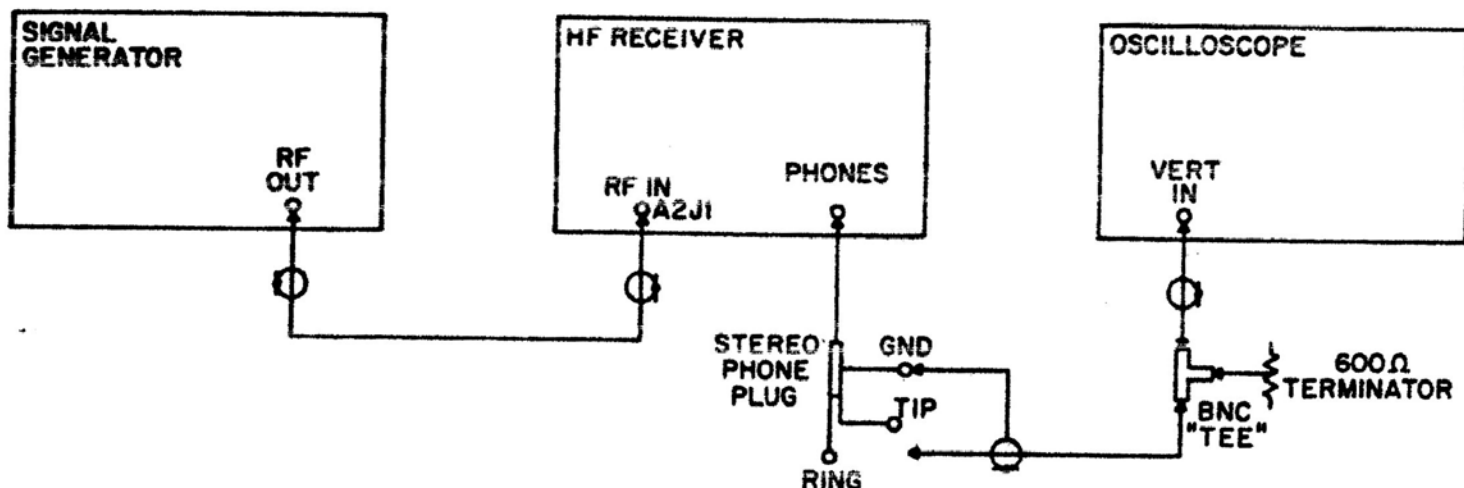 SIGNAL
GENERATOR
RF
OUT
HF RECEIVER
RF IN
A2J1
PHONES
OSCILLOSCOPE
VERT
IN
STEREO
PHONE
PLUG
GND
TIP
RING
BNC
"TEE"
600Ω
TERMINATOR